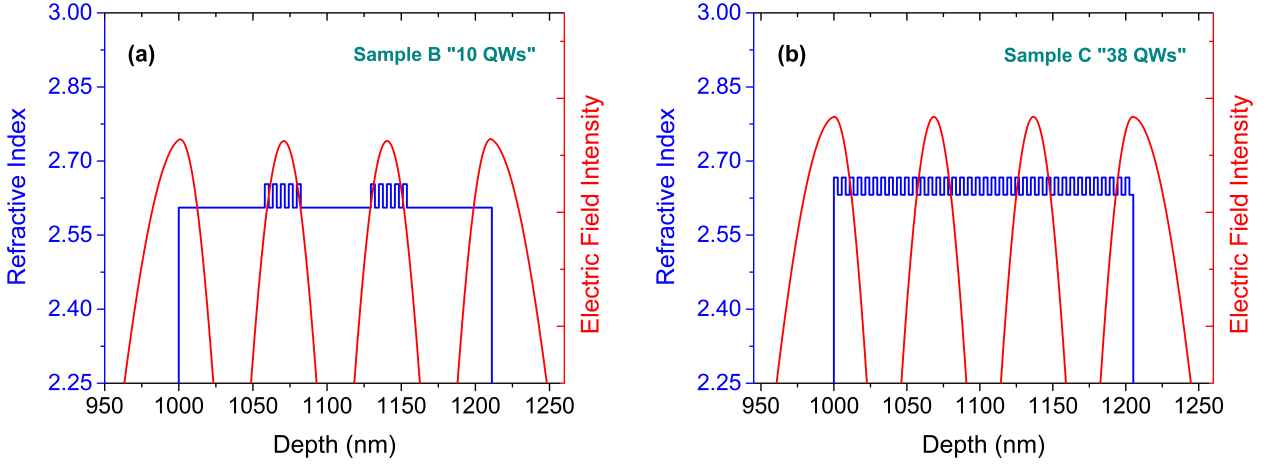 (a)
Sample B "10 QWs"
Refractive Index
3.00
2.85
2.70
2.55
2.40
2.25
950 1000 1050 1100 1150 1200 1250
Depth (nm)
Electric Field Intensity
(b)
Sample C "38 QWs"
Refractive Index
3.00
2.85
2.70
2.55
2.40
2.25
950 1000 1050 1100 1150 1200 1250
Depth (nm)
Electric Field Intensity